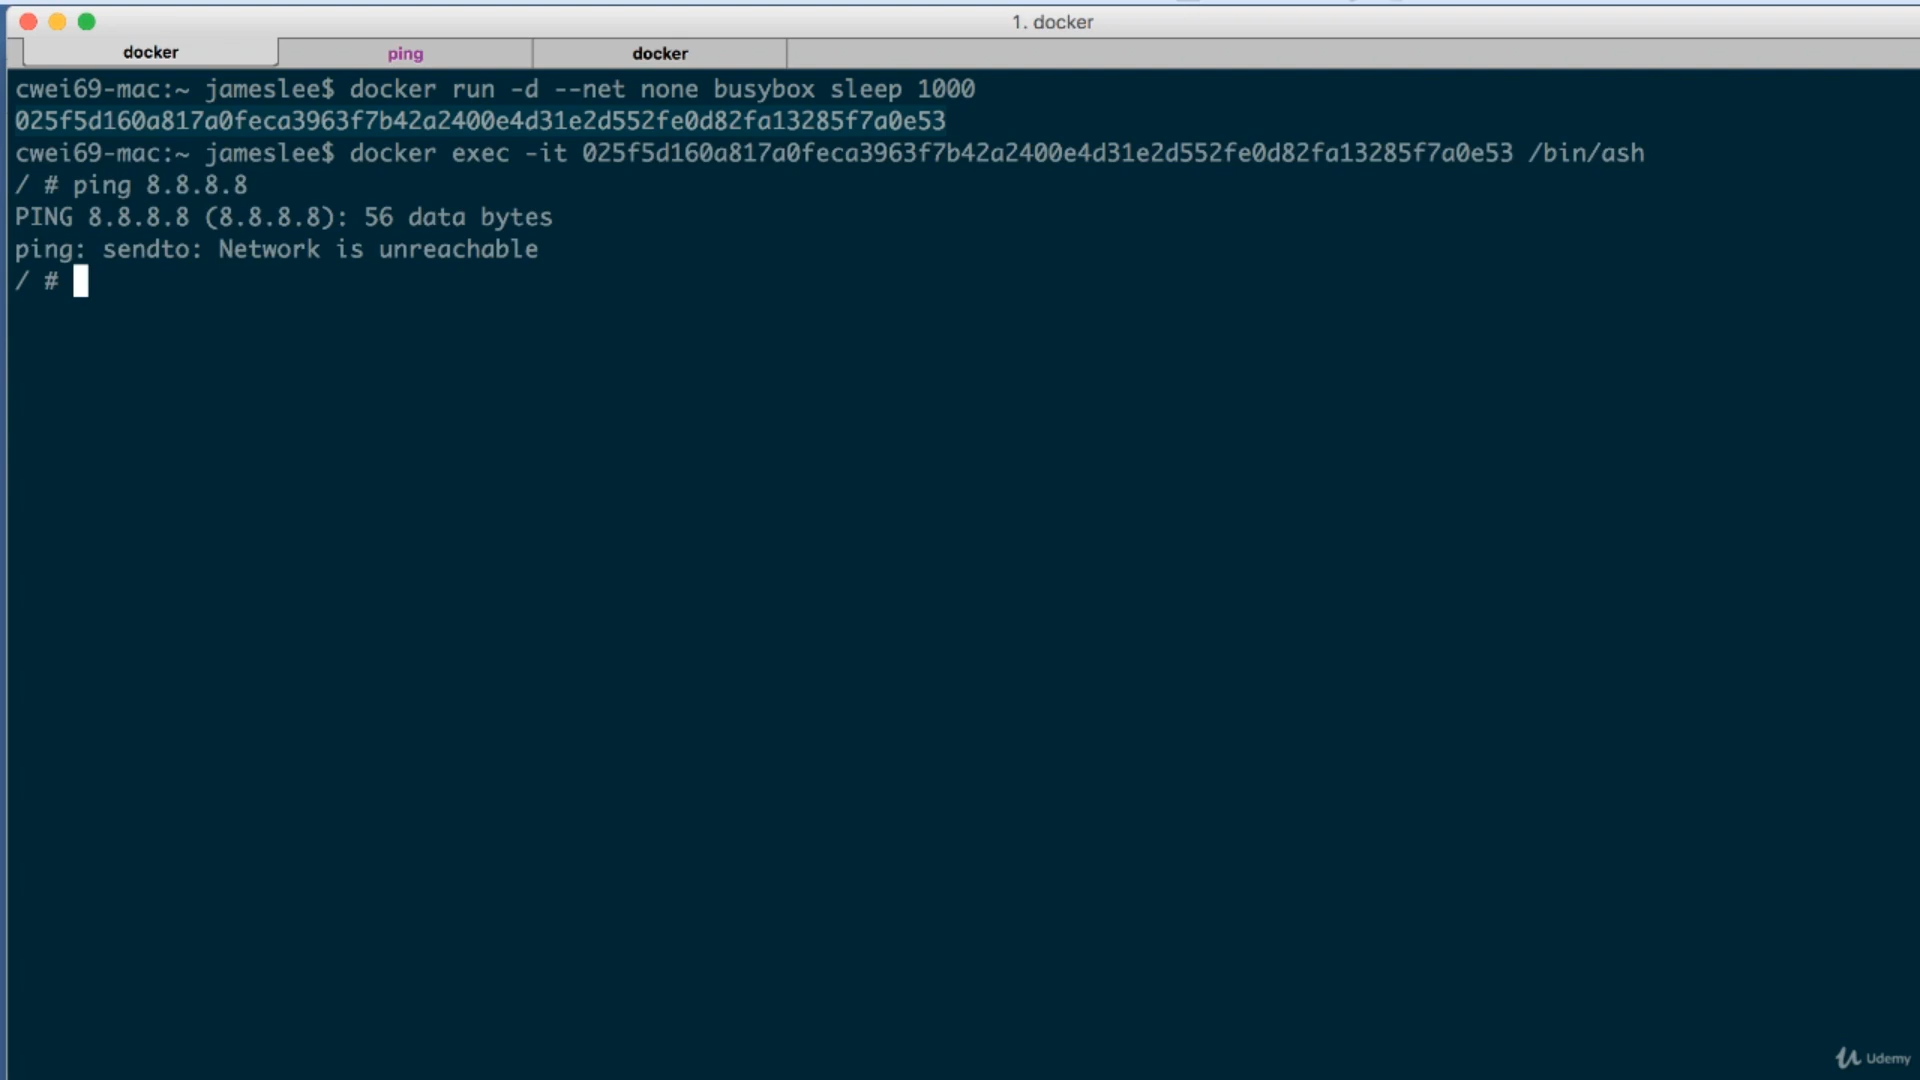 1. docker
docker ping docker
cwei69-mac:~ jameslee$ docker run -d --net none busybox sleep 1000
025f5d160a817a0feca3963f7b42a2400e4d31e2d552fe0d82fa13285f7a0e53
cwei69-mac:~ jameslee$ docker exec -it 025f5d160a817a0feca3963f7b42a2400e4d31e2d552fe0d82fa13285f7a0e53 /bin/ash
/ # ping 8.8.8.8
PING 8.8.8.8 (8.8.8.8): 56 data bytes
ping: sendto: Network is unreachable
/ #
Udemy